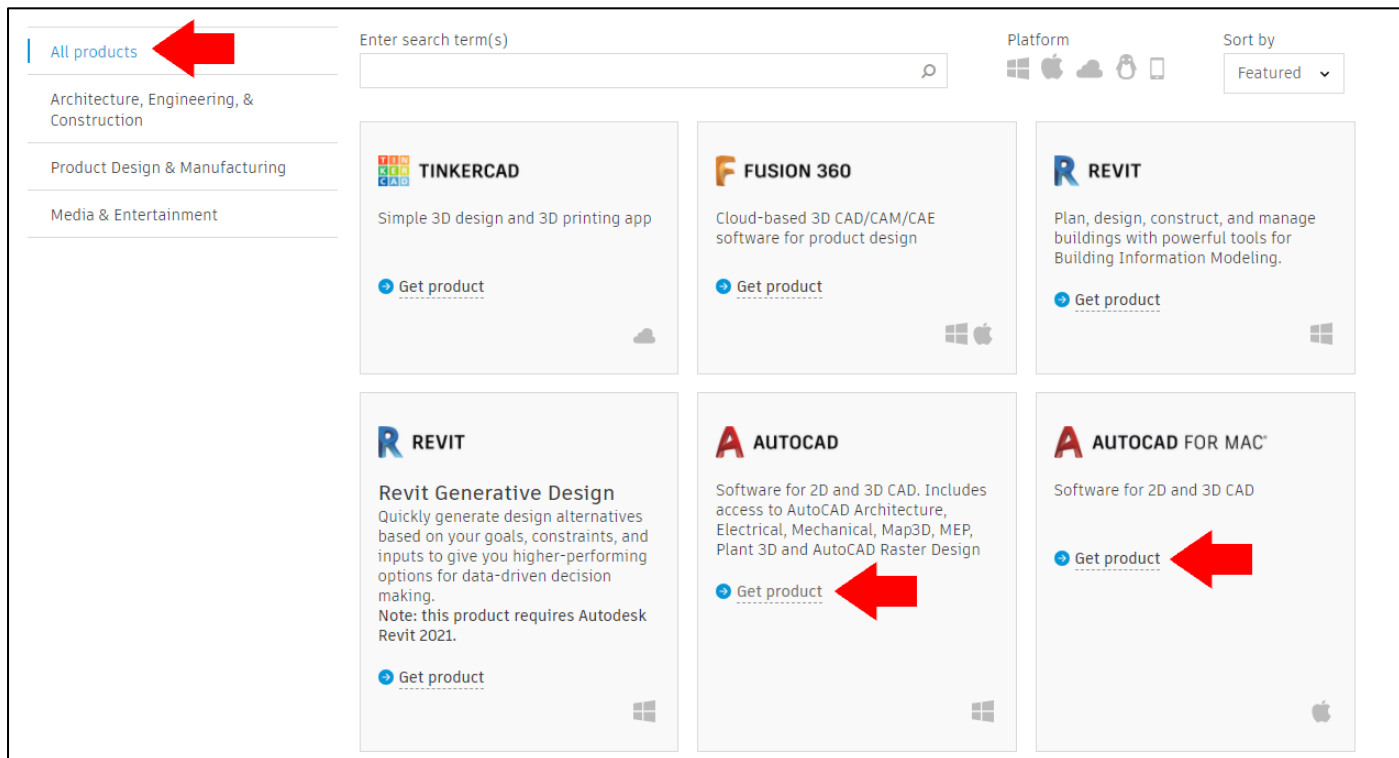 All products
Architecture, Engineering, &
Construction
Product Design & Manufacturing
Media & Entertainment
Enter search term(s)
Platform
Sort by
Featured
TIN
KER
CAD
TINKERCAD
Simple 3D design and 3D printing app
Get product
FUSION 360
Cloud-based 3D CAD/CAM/CAE
software for product design
Get product
REVIT
Plan, design, construct, and manage
buildings with powerful tools for
Building Information Modeling.
Get product
REVIT
Revit Generative Design
Quickly generate design alternatives
based on your goals, constraints, and
inputs to give you higher-performing
options for data-driven decision
making.
Note: this product requires Autodesk
Revit 2021.
Get product
AUTOCAD
Software for 2D and 3D CAD. Includes
access to AutoCAD Architecture,
Electrical, Mechanical, Map3D, MEP,
Plant 3D and AutoCAD Raster Design
Get product
AUTOCAD FOR MAC®
Software for 2D and 3D CAD
Get product